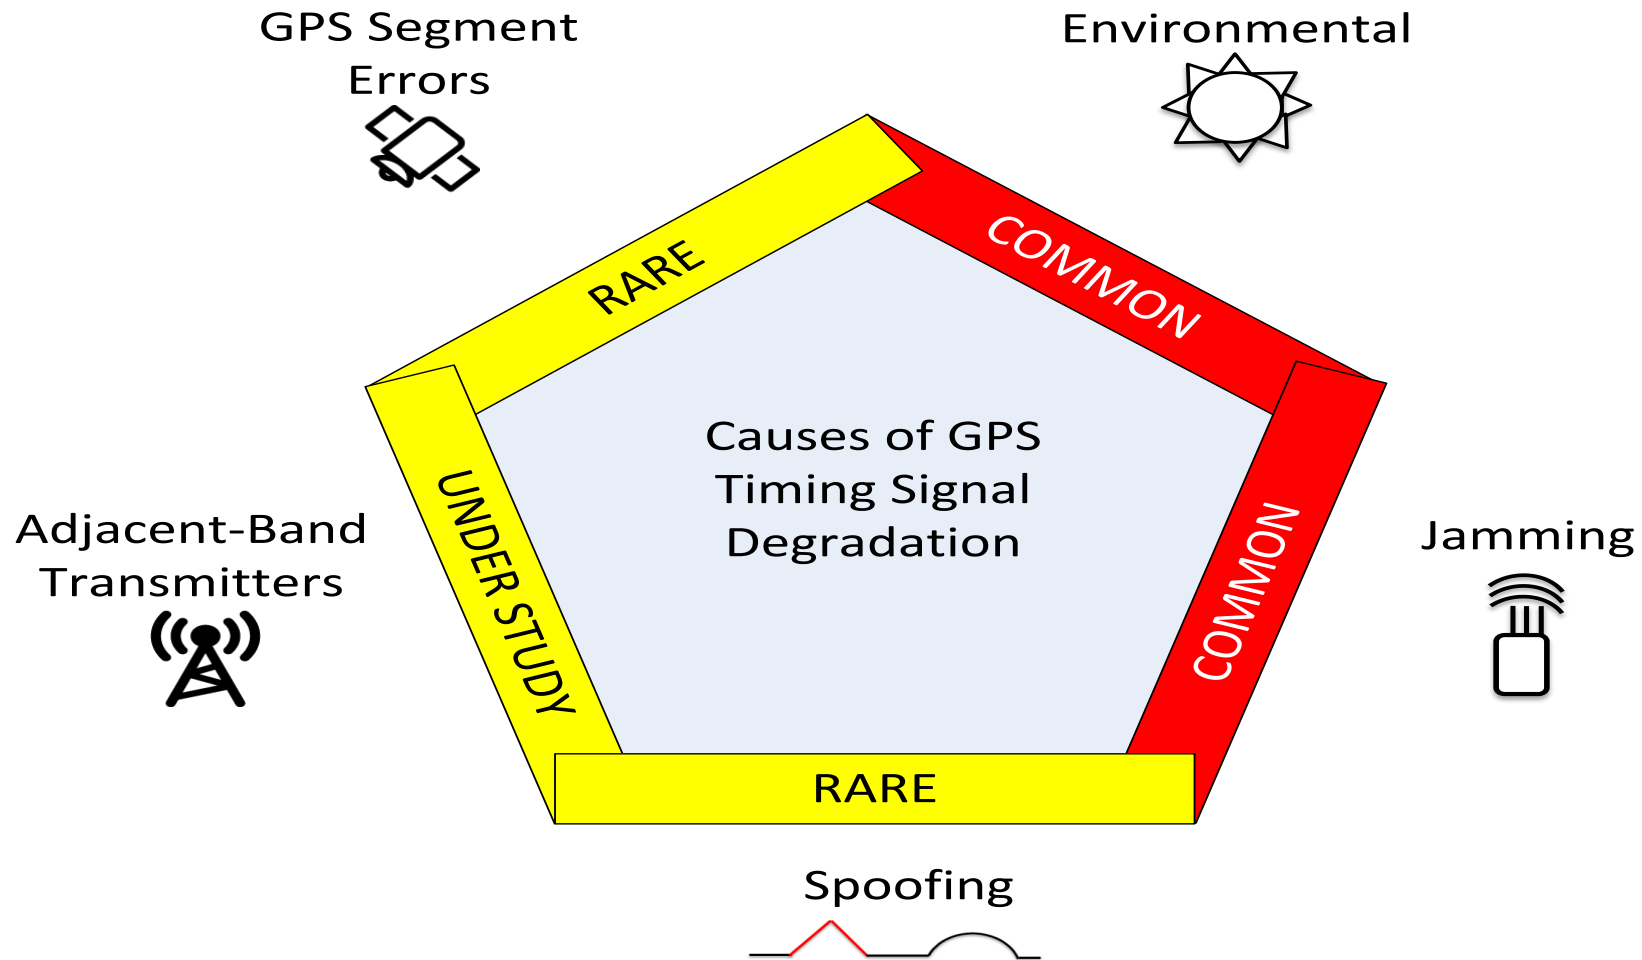 GPS Segment
Errors
Environmental
RARE
COMMON
Causes of GPS
Timing Signal
Degradation
UNDER STUDY
COMMON
Adjacent-Band
Transmitters
Jamming
RARE
Spoofing